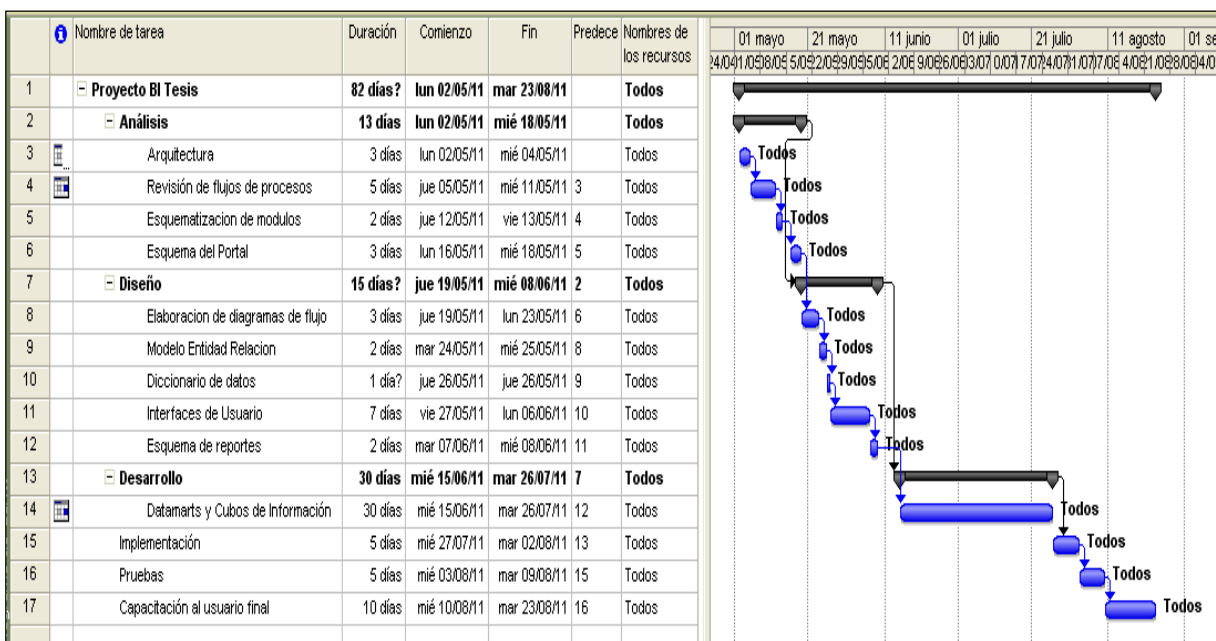 Nombre de tarea Duración Comienzo Fin Predece Nombres de los recursos
01 mayo 21 mayo 11 junio 01 julio 21 julio 11 agosto 01 se
1 Proyecto BI Tesis 82 días? lun 02/05/11 mar 23/08/11 Todos
2 Análisis 13 días lun 02/05/11 mié 18/05/11 Todos
3 Arquitectura 3 días lun 02/05/11 mié 04/05/11 Todos Todos
4 Revisión de flujos de procesos 5 días jue 05/05/11 mié 11/05/11 3 Todos Todos
5 Esquematización de modulos 2 días jue 12/05/11 vie 13/05/11 4 Todos Todos
6 Esquema del Portal 3 días lun 16/05/11 mié 18/05/11 5 Todos Todos
7 Diseño 15 días? jue 19/05/11 mié 08/06/11 2 Todos
8 Elaboracion de diagramas de flujo 3 días jue 19/05/11 lun 23/05/11 6 Todos Todos
9 Modelo Entidad Relacion 2 días mar 24/05/11 mié 25/05/11 8 Todos Todos
10 Diccionario de datos 1 día? jue 26/05/11 jue 26/05/11 9 Todos Todos
11 Interfaces de Usuario 7 días vie 27/05/11 lun 06/06/11 10 Todos Todos
12 Esquema de reportes 2 días mar 07/06/11 mié 08/06/11 11 Todos Todos
13 Desarrollo 30 días mié 15/06/11 mar 26/07/11 7 Todos
14 Datamarts y Cubos de Información 30 días mié 15/06/11 mar 26/07/11 12 Todos Todos
15 Implementación 5 días mié 27/07/11 mar 02/08/11 13 Todos Todos
16 Pruebas 5 días mié 03/08/11 mar 09/08/11 15 Todos Todos
17 Capacitación al usuario final 10 días mié 10/08/11 mar 23/08/11 16 Todos Todos